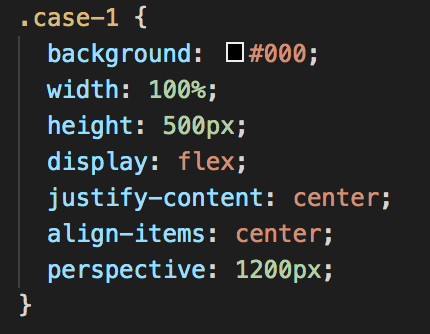 .case-1 {
background: #000;
width: 100%;
height: 500px;
display: flex;
justify-content: center;
align-items: center;
perspective: 1200px;
}